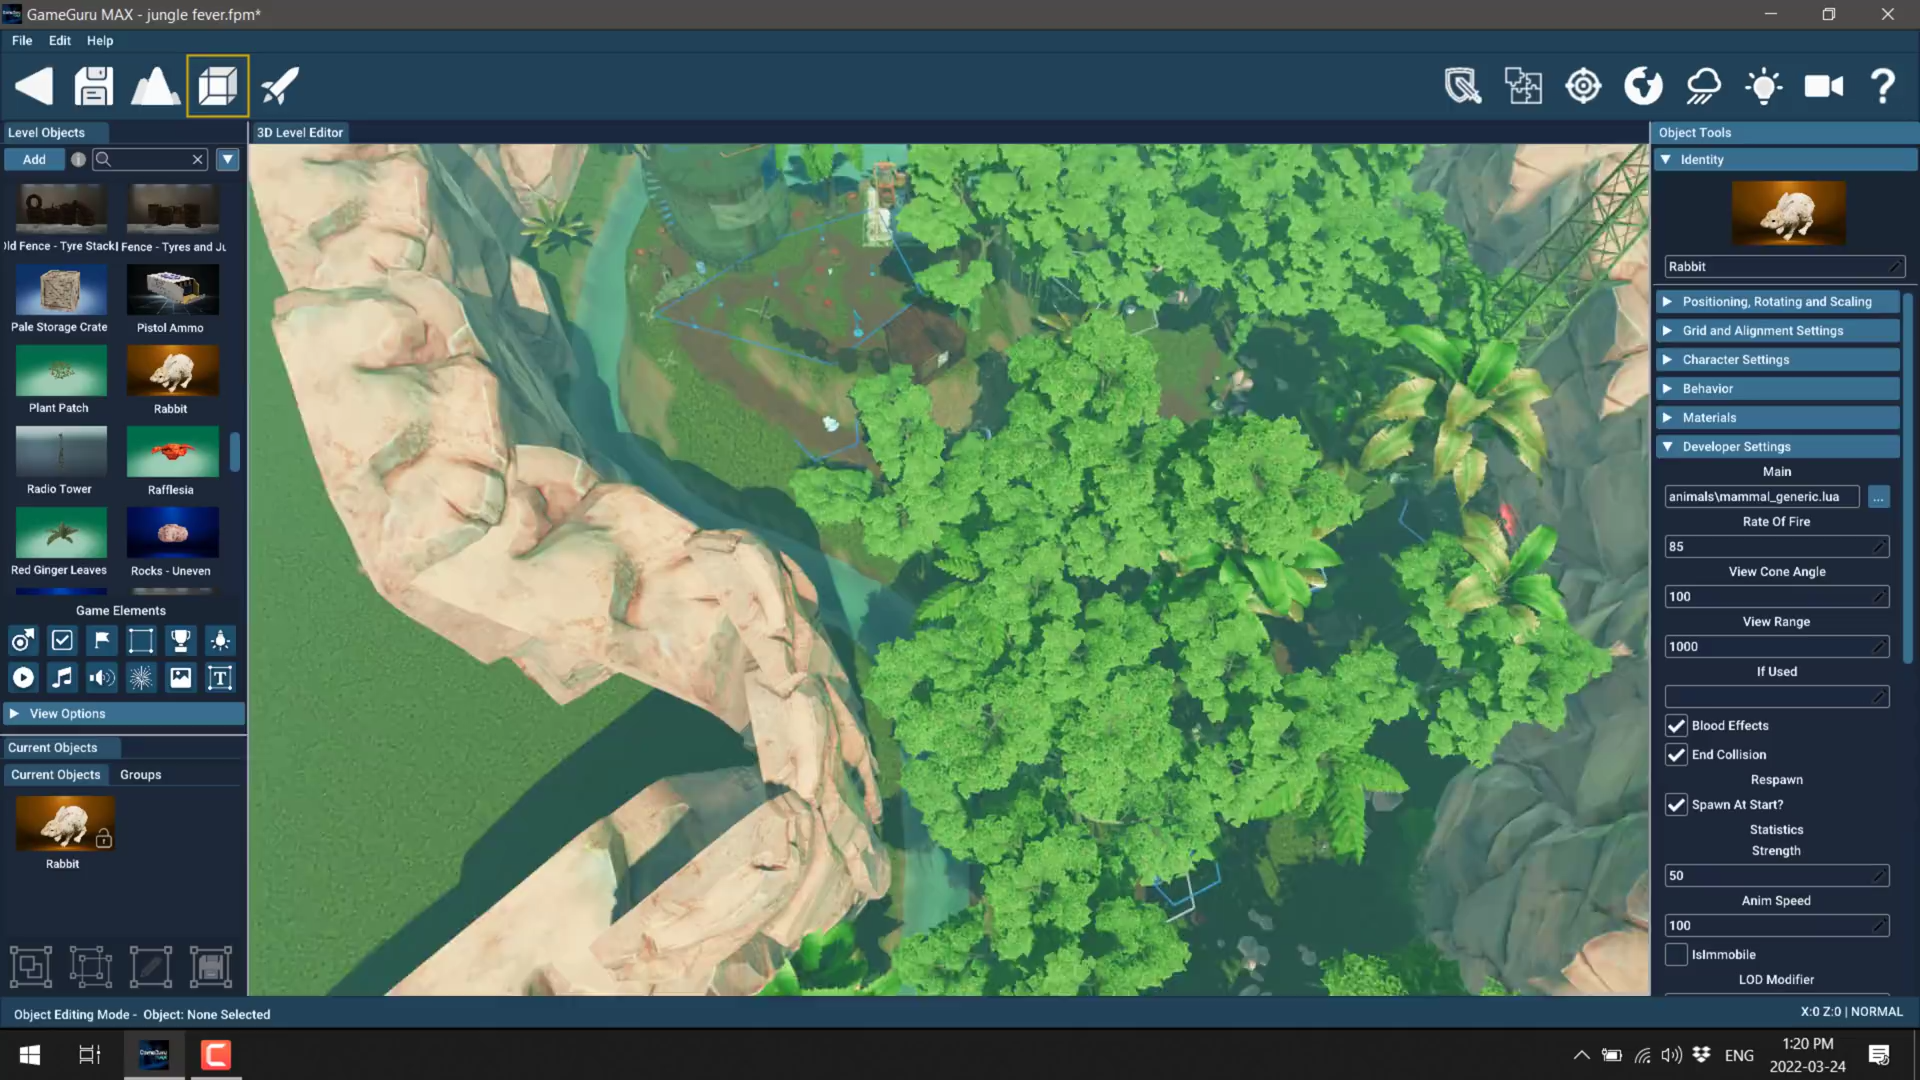 GameGuru MAX - jungle fever.fpm*
File Edit Help
Level Objects
3D Level Editor
Object Tools
Add
Identity
ld Fence - Tyre Stack
Fence - Tyres and Ju
Pale Storage Crate
Pistol Ammo
Plant Patch
Rabbit
Radio Tower
Rafflesia
Red Ginger Leaves
Rocks - Uneven
Game Elements
View Options
Current Objects
Current Objects Groups
Rabbit
Rabbit
Positioning, Rotating and Scaling
Grid and Alignment Settings
Character Settings
Behavior
Materials
Developer Settings
Main
animals\mammal_generic.lua ...
Rate Of Fire
85
View Cone Angle
100
View Range
1000
If Used
Blood Effects
End Collision
Respawn
Spawn At Start?
Statistics
Strength
50
Anim Speed
100
IsImmobile
LOD Modifier
Object Editing Mode - Object: None Selected
X:0 Z:0 | NORMAL
ENG
1:20 PM
2022-03-24